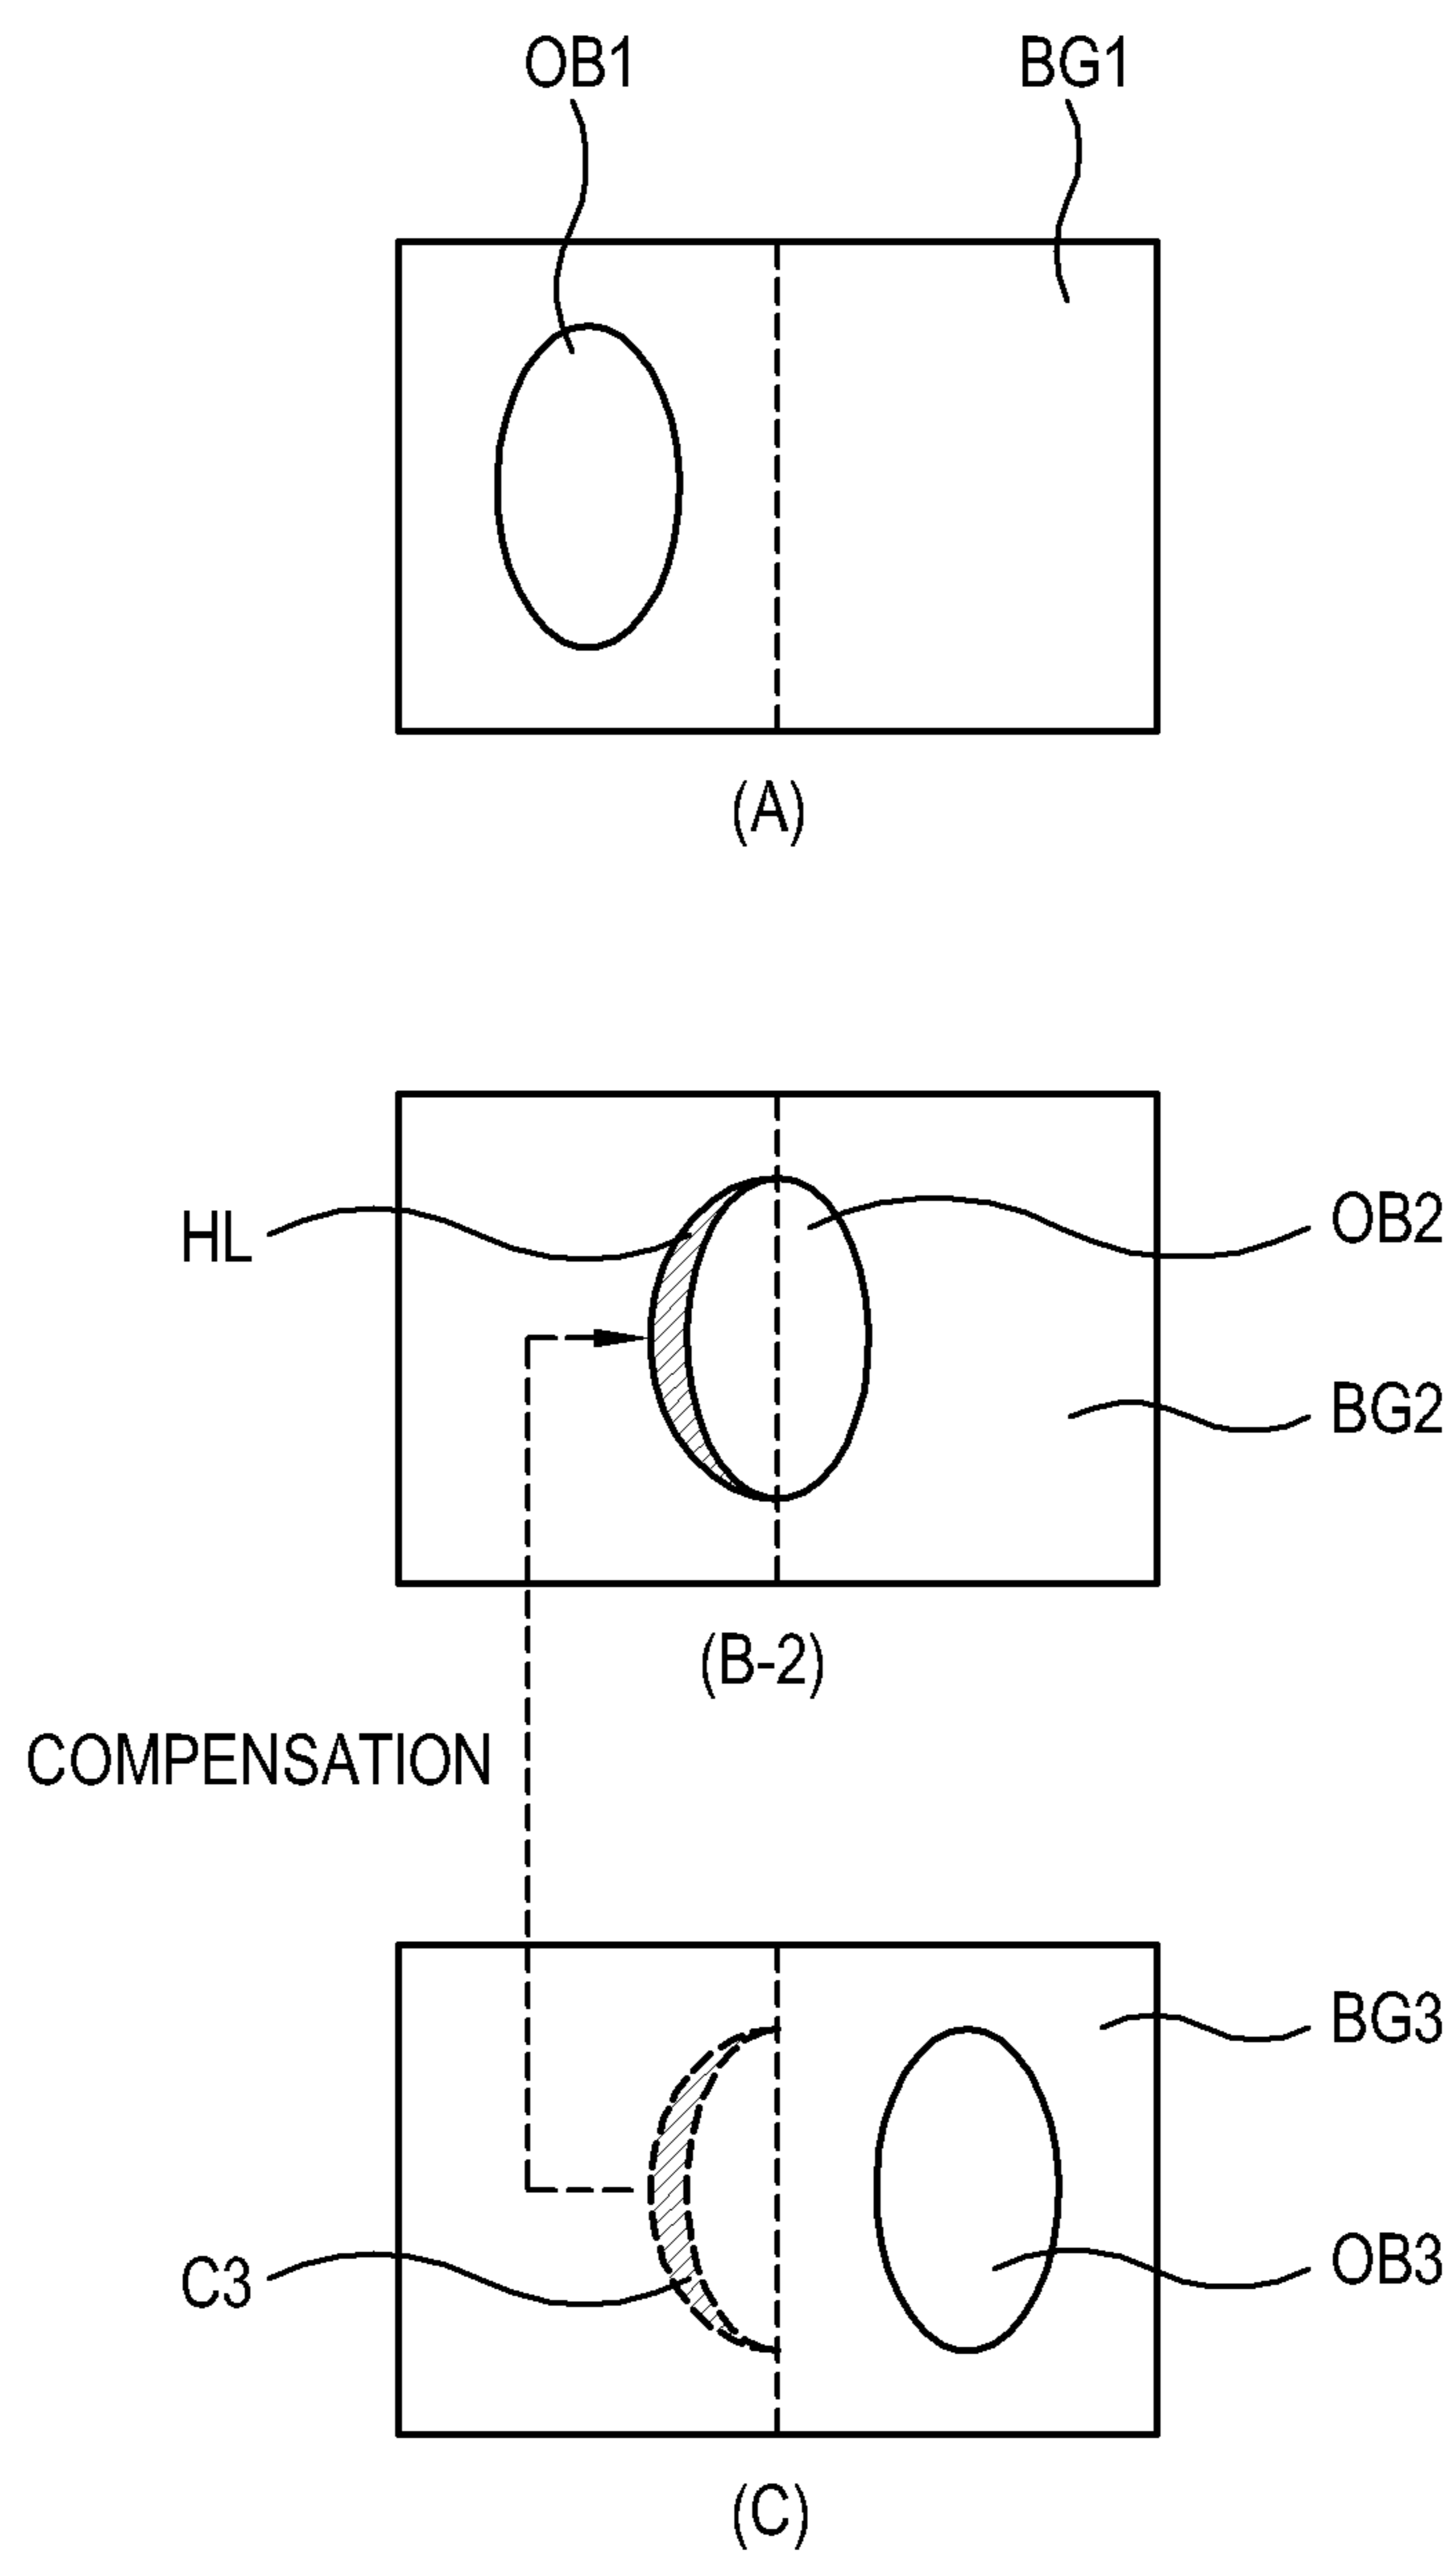 OB1 BG1
(A)
HL OB2
BG2
(B-2)
COMPENSATION
BG3
C3 OB3
(C)